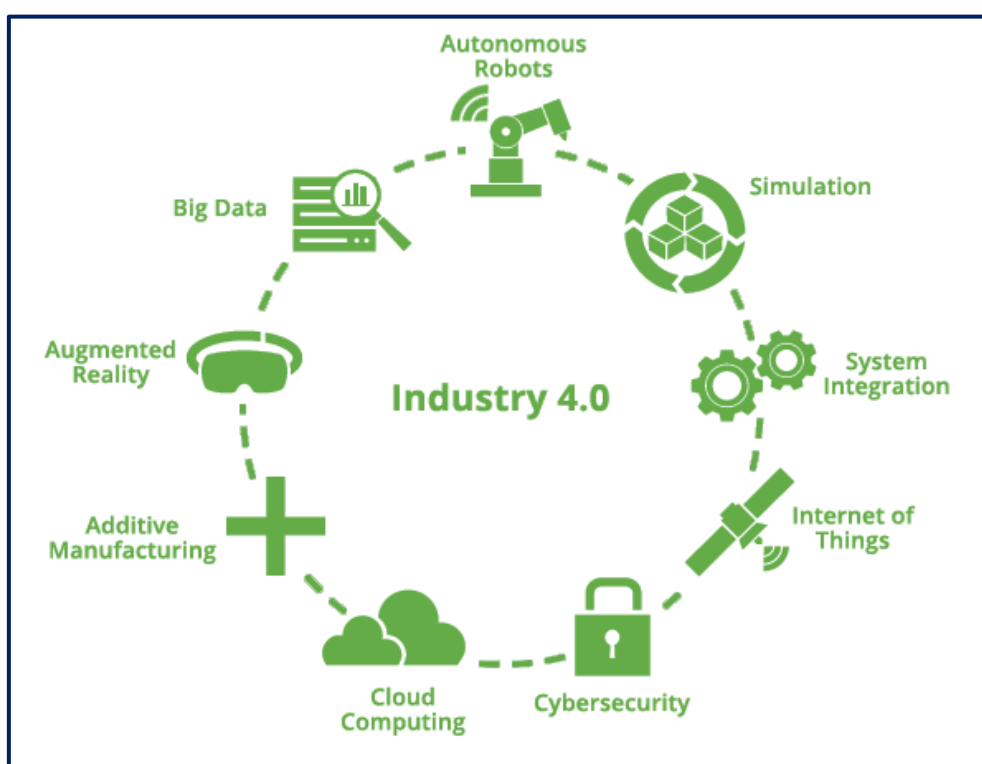 Autonomous
Robots
Simulation
Big Data
Augmented
Reality
System
Integration
Industry 4.0
Additive
Manufacturing
Internet of
Things
Cloud
Computing
Cybersecurity